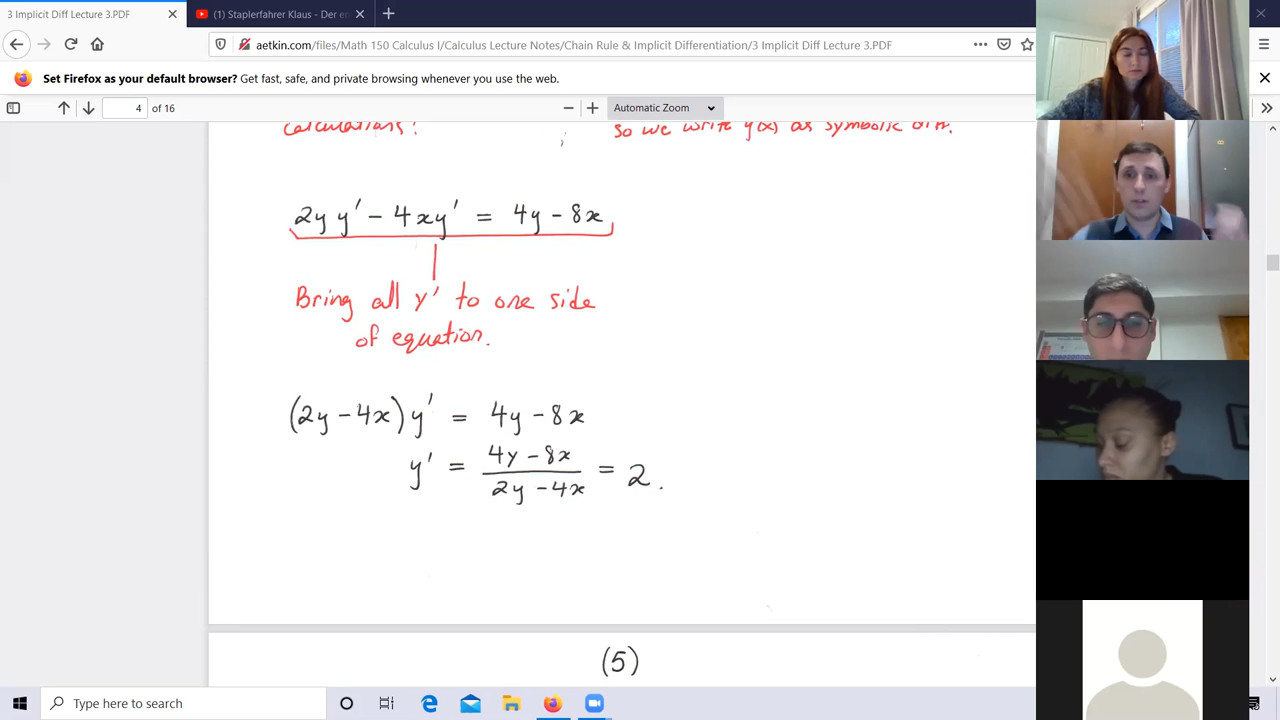 3 Implicit Diff Lecture 3.PDF
(1) Staplerfahrer Klaus - Der er
aetkin.com/files/Math 150 Calculus I/Calculus Lecture Notes/Chain Rule & Implicit Differentiation/3 Implicit Diff Lecture 3.PDF
Set Firefox as your default browser? Get fast, safe, and private browsing whenever you use the web.
4 of 16
Automatic Zoom
calculations!
so we write y(x) as symbolic diff.
2y y' - 4xy' = 4y - 8x
Bring all y' to one side
of equation.
(2y - 4x) y' = 4y - 8x
y' = (4y - 8x)/(2y - 4x) = 2.
(5)
Type here to search